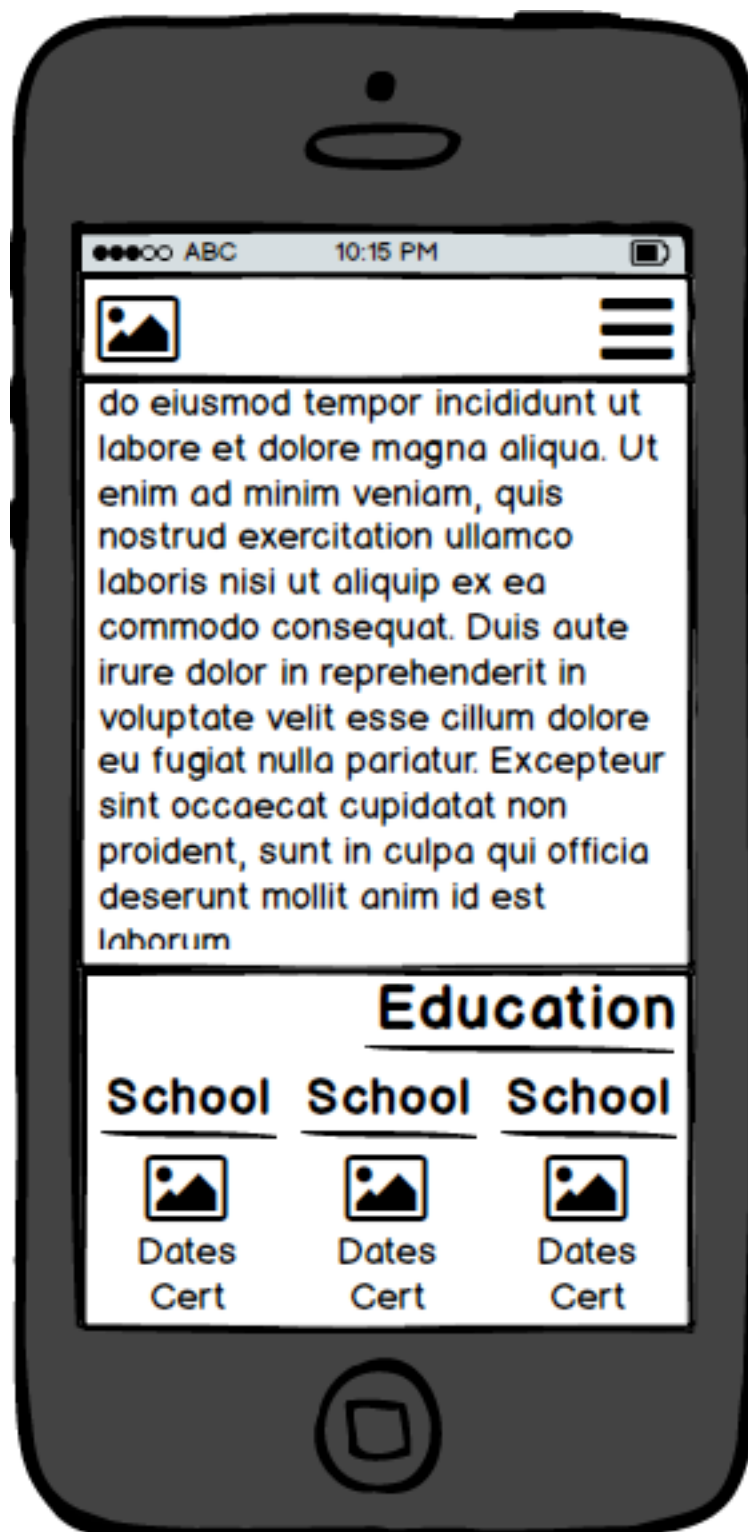 ABC 10:15 PM
do eiusmod tempor incididunt ut
labore et dolore magna aliqua. Ut
enim ad minim veniam, quis
nostrud exercitation ullamco
laboris nisi ut aliquip ex ea
commodo consequat. Duis aute
irure dolor in reprehenderit in
voluptate velit esse cillum dolore
eu fugiat nulla pariatur. Excepteur
sint occaecat cupidatat non
proident, sunt in culpa qui officia
deserunt mollit anim id est
laborum
Education
School School School
Dates Dates Dates
Cert Cert Cert